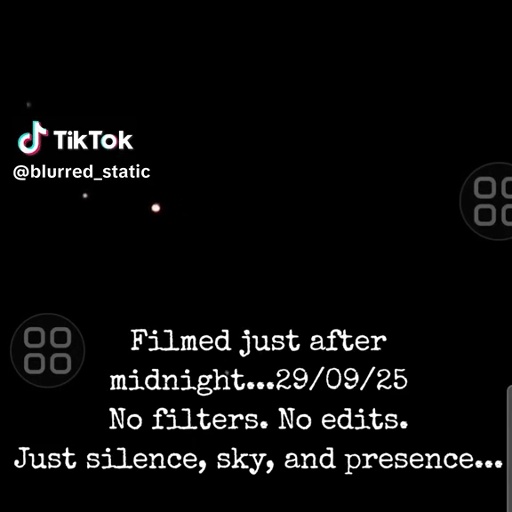 TikTok
@blurred_static
Filmed just after
midnight...29/09/25
No filters. No edits.
Just silence, sky, and presence...